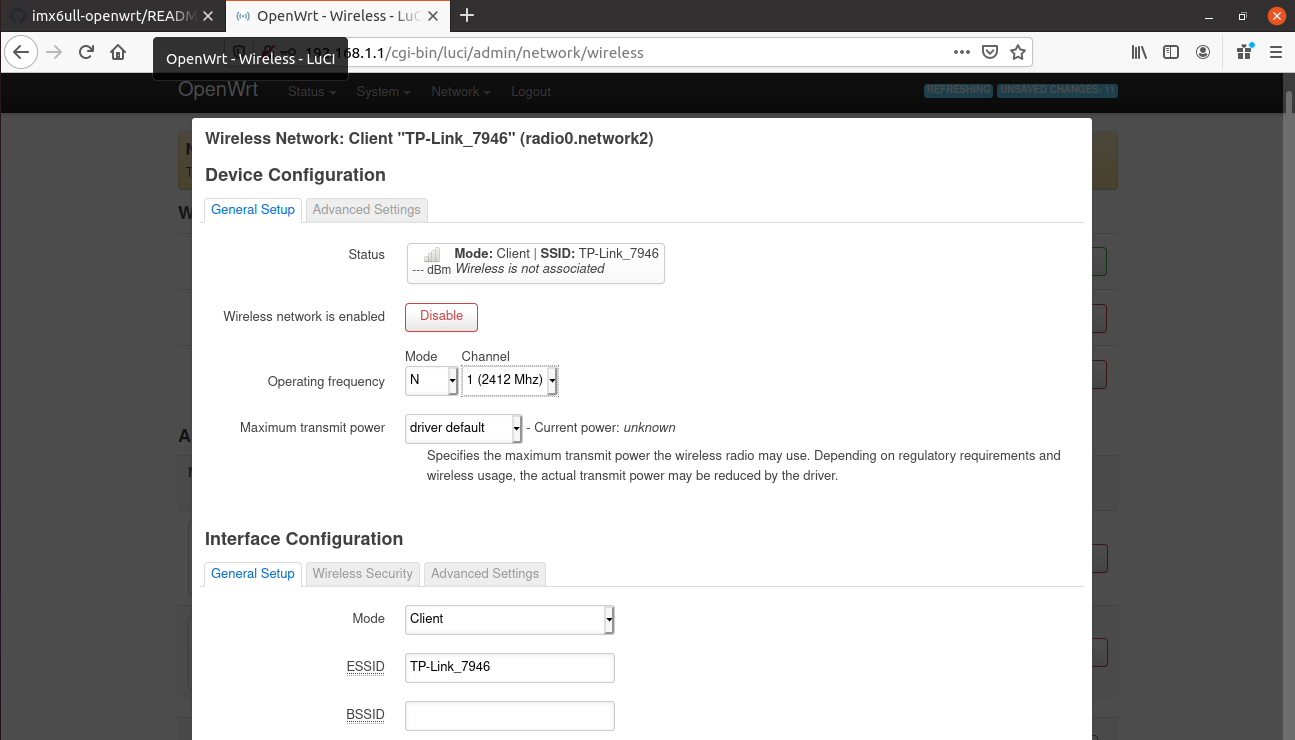 imx6ull-openwrt/READM
OpenWrt - Wireless - LuC
192.168.1.1/cgi-bin/luci/admin/network/wireless
OpenWrt - Wireless - LuCI
OpenWrt Status System Network Logout REFRESHING UNSAVED CHANGES: 11
Wireless Network: Client "TP-Link_7946" (radio0.network2)
Device Configuration
General Setup Advanced Settings
Status
Mode: Client | SSID: TP-Link_7946
--- dBm Wireless is not associated
Wireless network is enabled Disable
Mode Channel
Operating frequency N 1 (2412 Mhz)
Maximum transmit power driver default - Current power: unknown
Specifies the maximum transmit power the wireless radio may use. Depending on regulatory requirements and
wireless usage, the actual transmit power may be reduced by the driver.
Interface Configuration
General Setup Wireless Security Advanced Settings
Mode Client
ESSID TP-Link_7946
BSSID